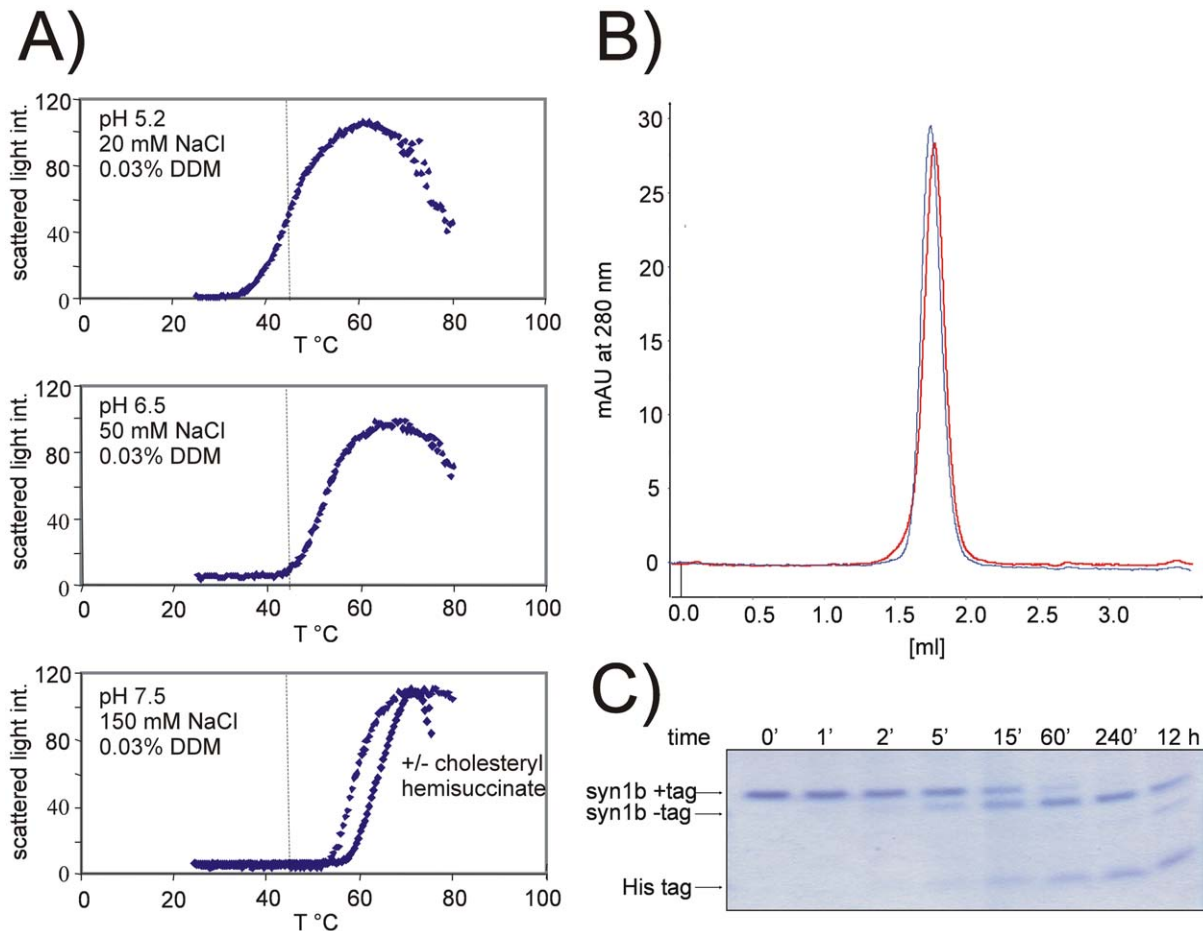 A)
120
80
40
0
scattered light int.
pH 5.2
20 mM NaCl
0.03% DDM
0 20 40 60 80 100
T °C
120
80
40
0
scattered light int.
pH 6.5
50 mM NaCl
0.03% DDM
0 20 40 60 80 100
T °C
120
80
40
0
scattered light int.
pH 7.5
150 mM NaCl
0.03% DDM
+/- cholesteryl
hemisuccinate
0 20 40 60 80 100
T °C
B)
30
25
20
15
10
5
0
mAU at 280 nm
0.0 0.5 1.0 1.5 2.0 2.5 3.0
[ml]
C)
time 0' 1' 2' 5' 15' 60' 240' 12 h
syn1b +tag
syn1b -tag
His tag